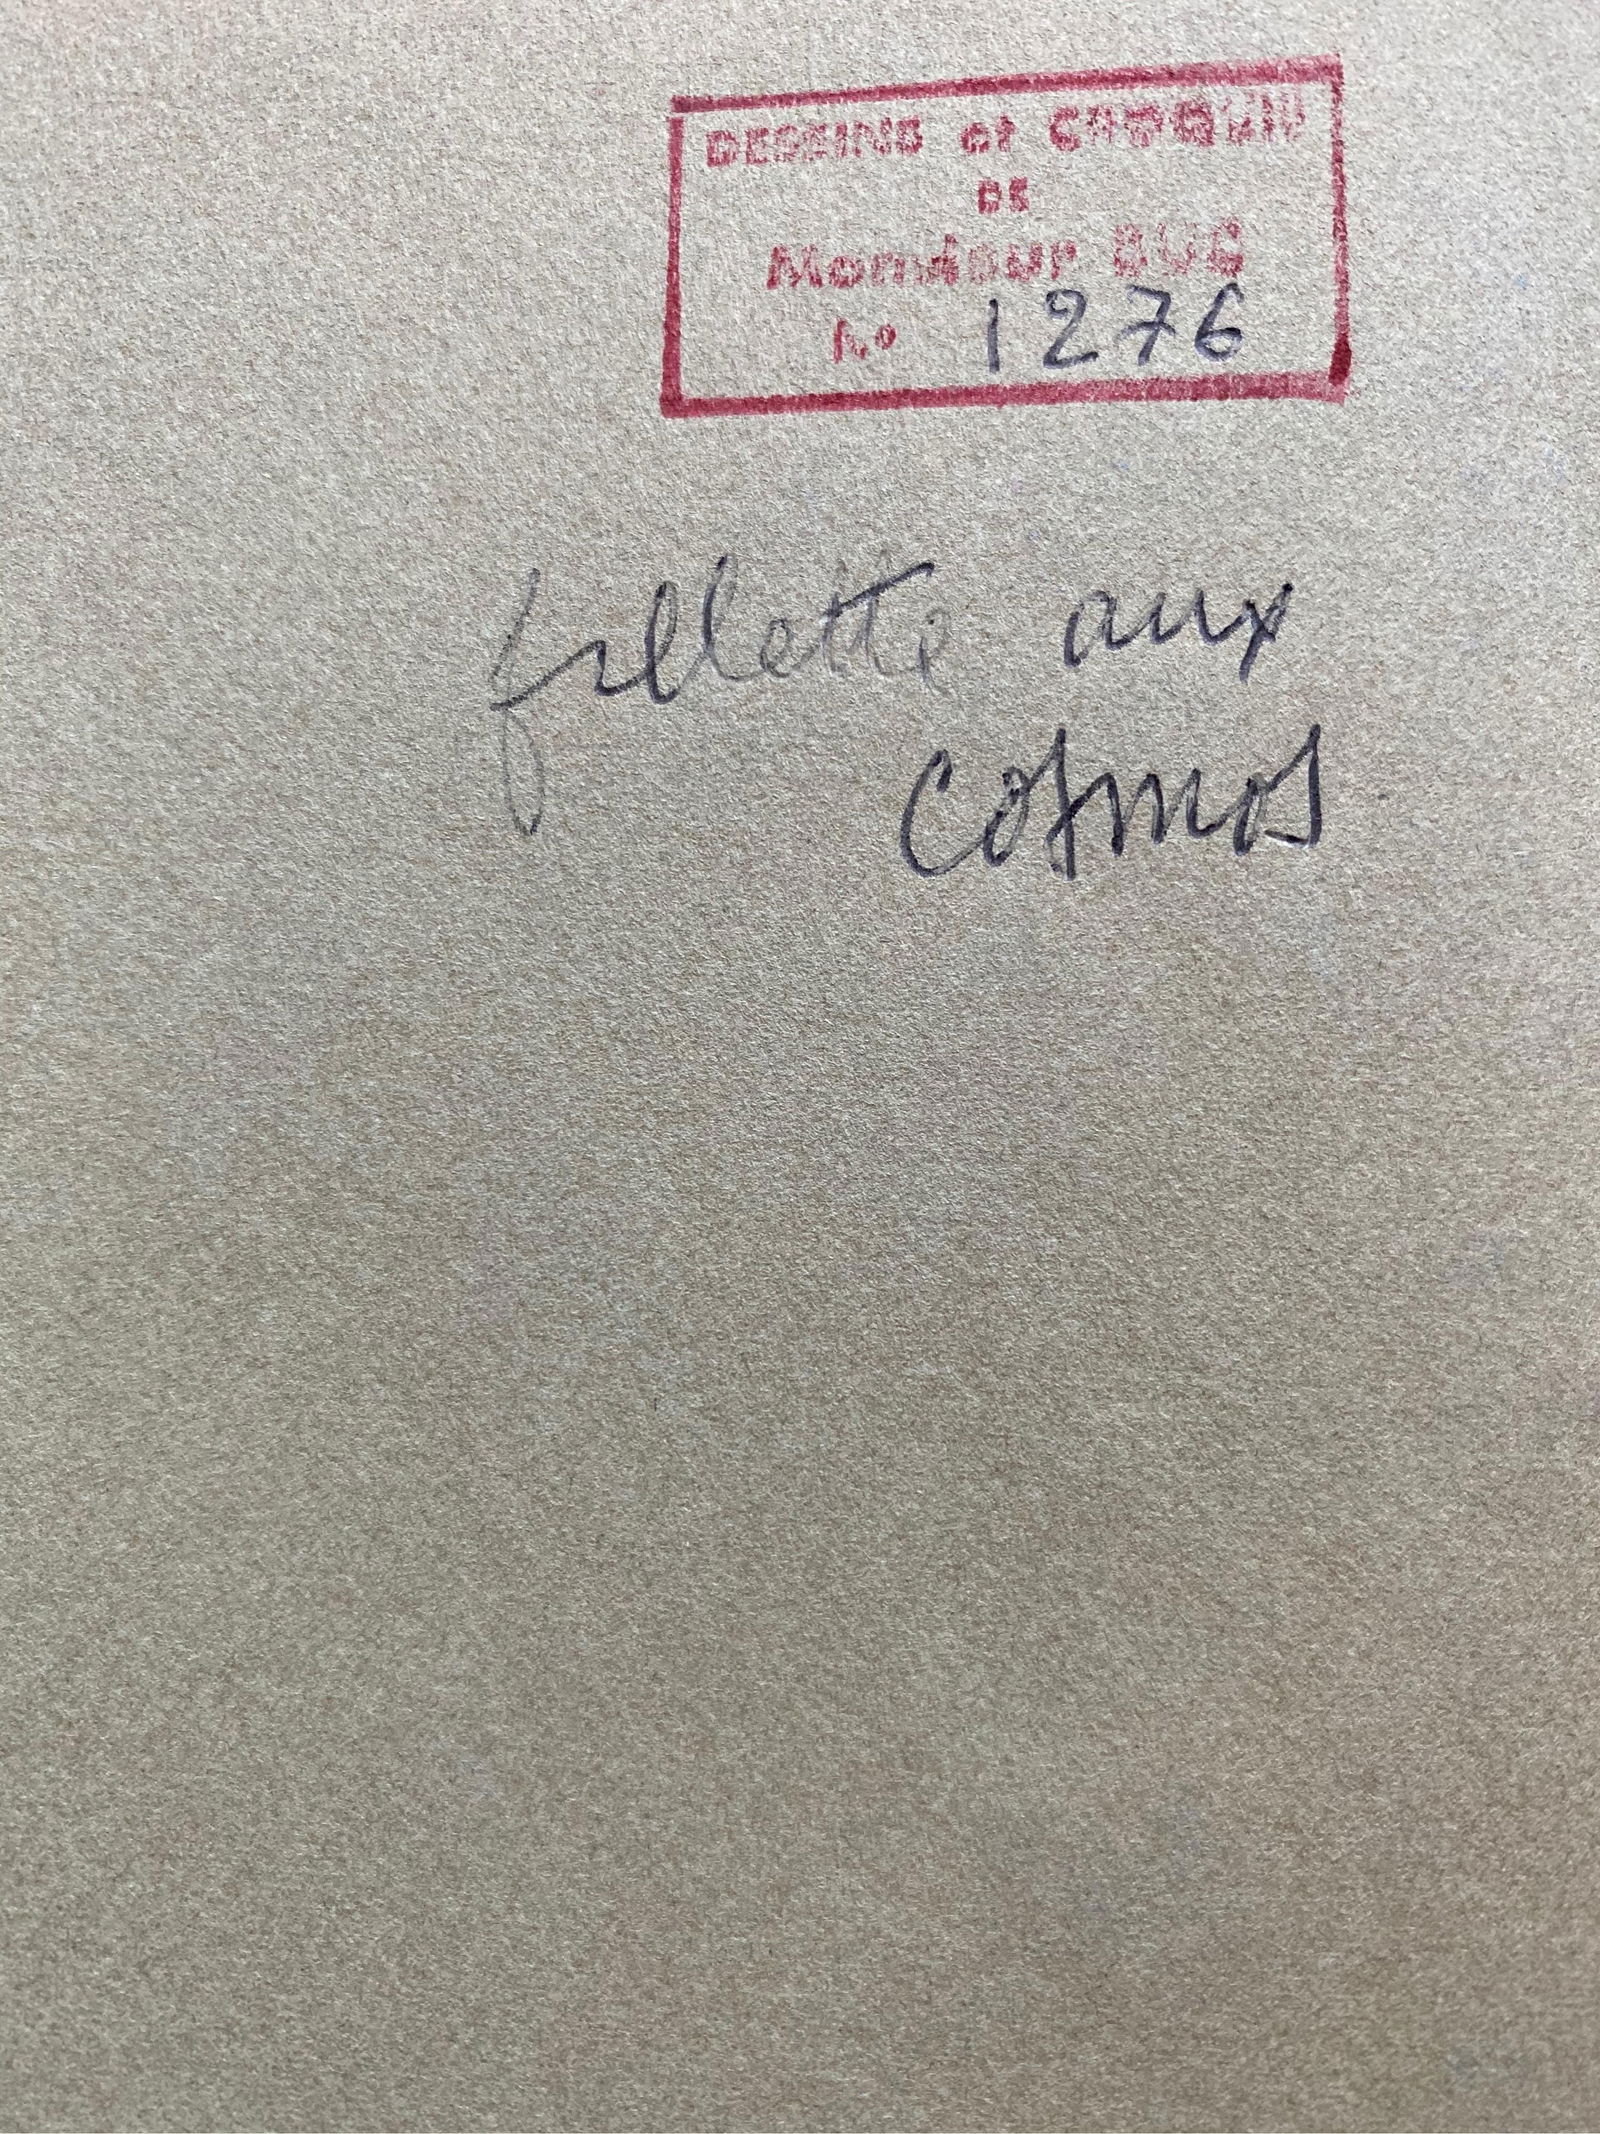 DESSINS et CROQUIS
DE
Monsieur BUC
No 1276
fillette aux
cosmos